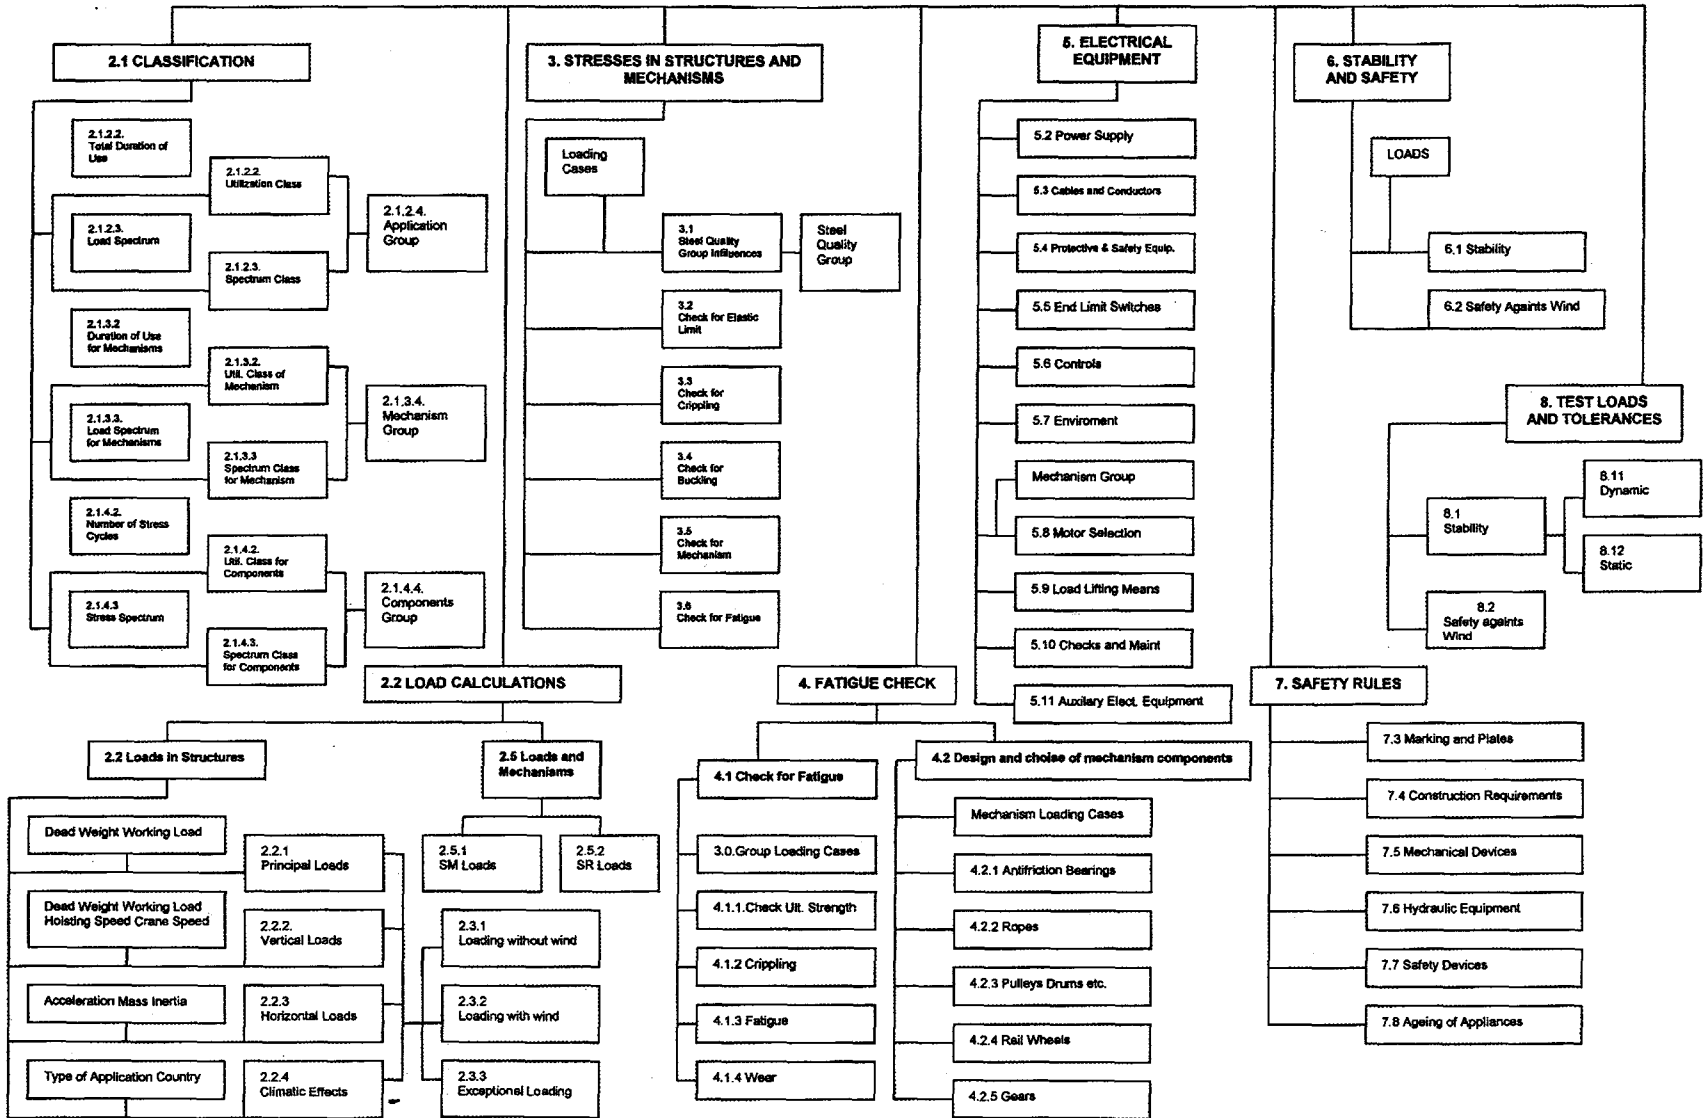 2.1 CLASSIFICATION
2.1.2.2.
Total Duration of
Use
2.1.2.2.
Utilization Class
2.1.2.3.
Load Spectrum
2.1.2.3.
Spectrum Class
2.1.2.4.
Application
Group
2.1.3.2
Duration of Use
for Mechanisms
2.1.3.2.
Util. Class of
Mechanism
2.1.3.3.
Load Spectrum
for Mechanisms
2.1.3.3
Spectrum Class
for Mechanism
2.1.3.4.
Mechanism
Group
2.1.4.2.
Number of Stress
Cycles
2.1.4.2.
Util. Class for
Components
2.1.4.3
Stress Spectrum
2.1.4.3.
Spectrum Class
for Components
2.1.4.4.
Components
Group
3. STRESSES IN STRUCTURES AND
MECHANISMS
Loading
Cases
3.1
Steel Quality
Group Influences
Steel
Quality
Group
3.2
Check for Elastic
Limit
3.3
Check for
Crippling
3.4
Check for
Buckling
3.5
Check for
Mechanism
3.6
Check for Fatigue
5. ELECTRICAL
EQUIPMENT
5.2 Power Supply
5.3 Cables and Conductors
5.4 Protective & Safety Equip.
5.5 End Limit Switches
5.6 Controls
5.7 Enviroment
Mechanism Group
5.8 Motor Selection
5.9 Load Lifting Means
5.10 Checks and Maint
5.11 Auxilary Elect. Equipment
6. STABILITY
AND SAFETY
LOADS
6.1 Stability
6.2 Safety Againts Wind
8. TEST LOADS
AND TOLERANCES
8.1
Stability
8.11
Dynamic
8.12
Static
8.2
Safety againts
Wind
2.2 LOAD CALCULATIONS
2.2 Loads in Structures
Dead Weight Working Load
2.2.1
Principal Loads
Dead Weight Working Load
Hoisting Speed Crane Speed
2.2.2.
Vertical Loads
Acceleration Mass Inertia
2.2.3
Horizontal Loads
Type of Application Country
2.2.4
Climatic Effects
2.5 Loads and
Mechanisms
2.5.1
SM Loads
2.5.2
SR Loads
2.3.1
Loading without wind
2.3.2
Loading with wind
2.3.3
Exceptional Loading
4. FATIGUE CHECK
4.1 Check for Fatigue
3.0.Group Loading Cases
4.1.1.Check Ult. Strength
4.1.2 Crippling
4.1.3 Fatigue
4.1.4 Wear
4.2 Design and choise of mechanism components
Mechanism Loading Cases
4.2.1 Antifriction Bearings
4.2.2 Ropes
4.2.3 Pulleys Drums etc.
4.2.4 Rail Wheels
4.2.5 Gears
7. SAFETY RULES
7.3 Marking and Plates
7.4 Construction Requirements
7.5 Mechanical Devices
7.6 Hydraulic Equipment
7.7 Safety Devices
7.8 Ageing of Appliances